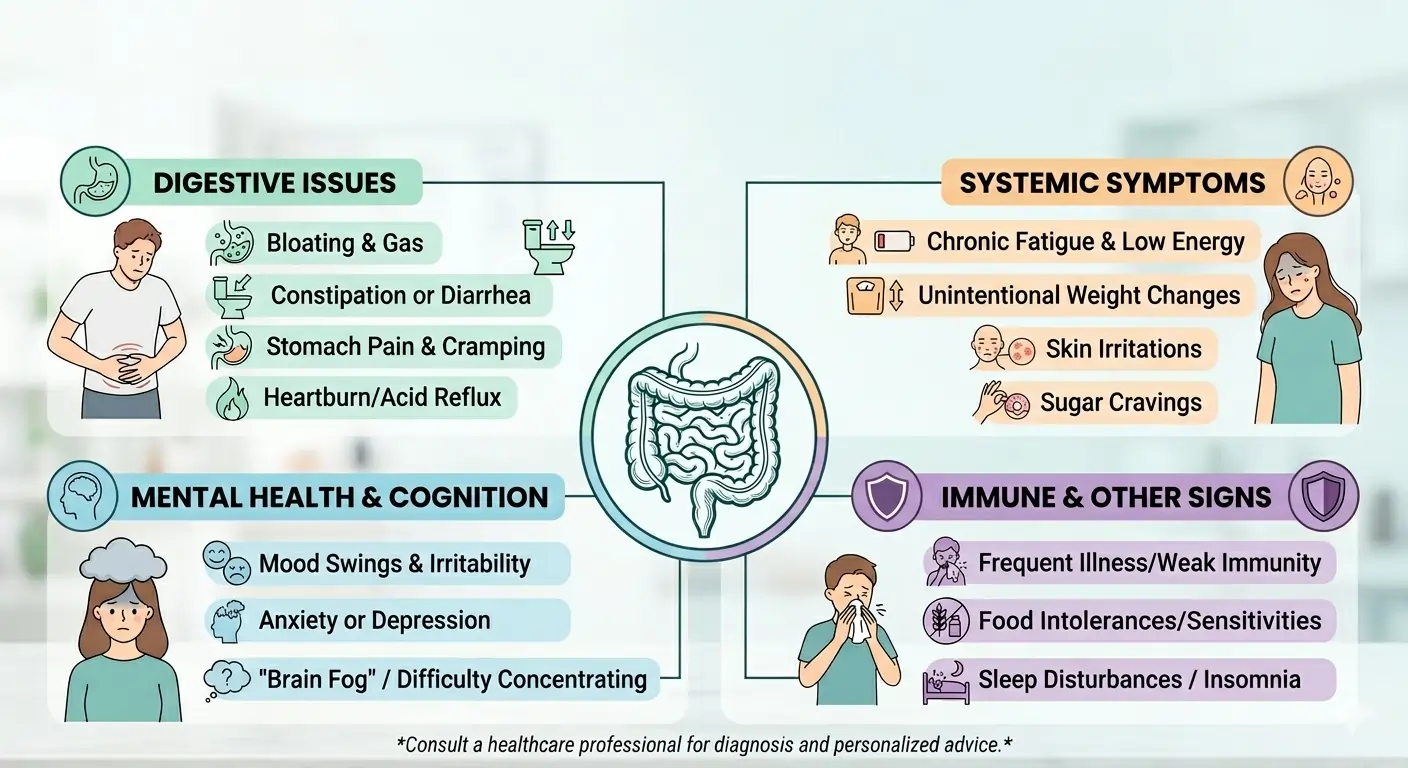 DIGESTIVE ISSUES
Bloating & Gas
Constipation or Diarrhea
Stomach Pain & Cramping
Heartburn/Acid Reflux
SYSTEMIC SYMPTOMS
Chronic Fatigue & Low Energy
Unintentional Weight Changes
Skin Irritations
Sugar Cravings
MENTAL HEALTH & COGNITION
Mood Swings & Irritability
Anxiety or Depression
"Brain Fog" / Difficulty Concentrating
IMMUNE & OTHER SIGNS
Frequent Illness/Weak Immunity
Food Intolerances/Sensitivities
Sleep Disturbances / Insomnia
*Consult a healthcare professional for diagnosis and personalized advice.*